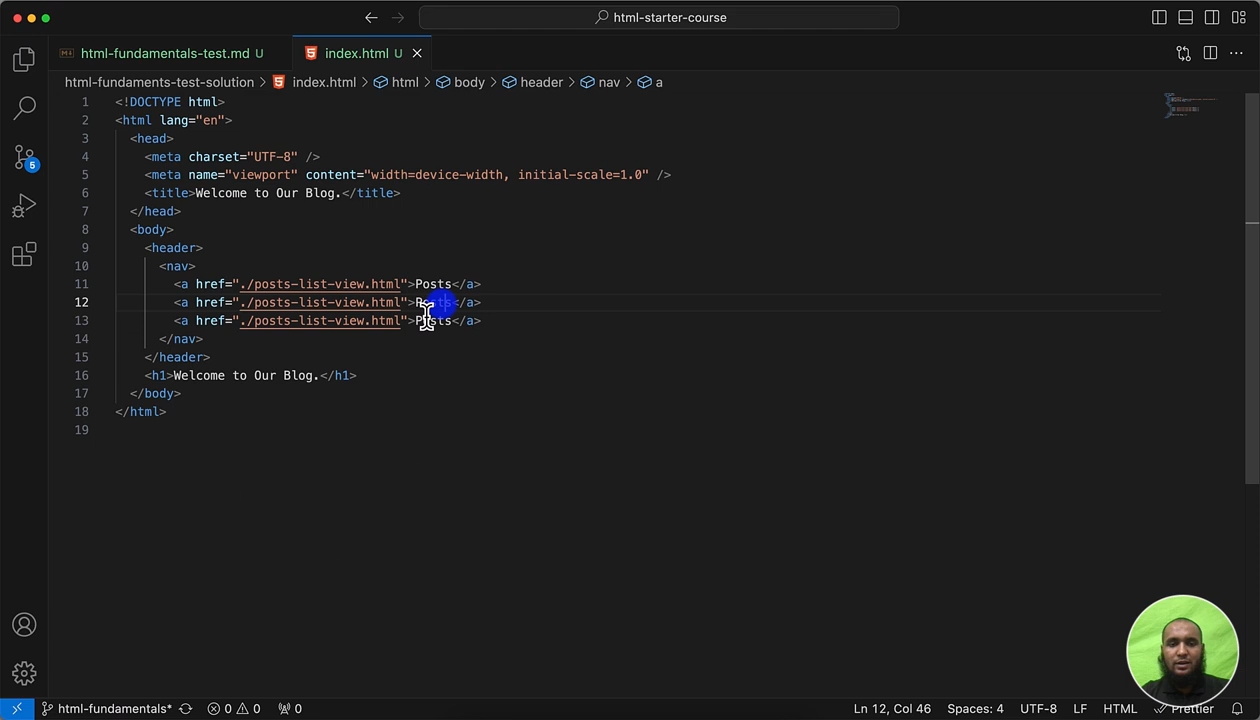 html-starter-course
html-fundamentals-test.md U
index.html U
html-fundaments-test-solution > index.html > html > body > header > nav > a
1 <!DOCTYPE html>
2 <html lang="en">
3 <head>
4 <meta charset="UTF-8" />
5 <meta name="viewport" content="width=device-width, initial-scale=1.0" />
6 <title>Welcome to Our Blog.</title>
7 </head>
8 <body>
9 <header>
10 <nav>
11 <a href="./posts-list-view.html">Posts</a>
12 <a href="./posts-list-view.html">Posts</a>
13 <a href="./posts-list-view.html">Posts</a>
14 </nav>
15 </header>
16 <h1>Welcome to Our Blog.</h1>
17 </body>
18 </html>
19
5
html-fundamentals* 0 0 0 Ln 12, Col 46 Spaces: 4 UTF-8 LF HTML Prettier